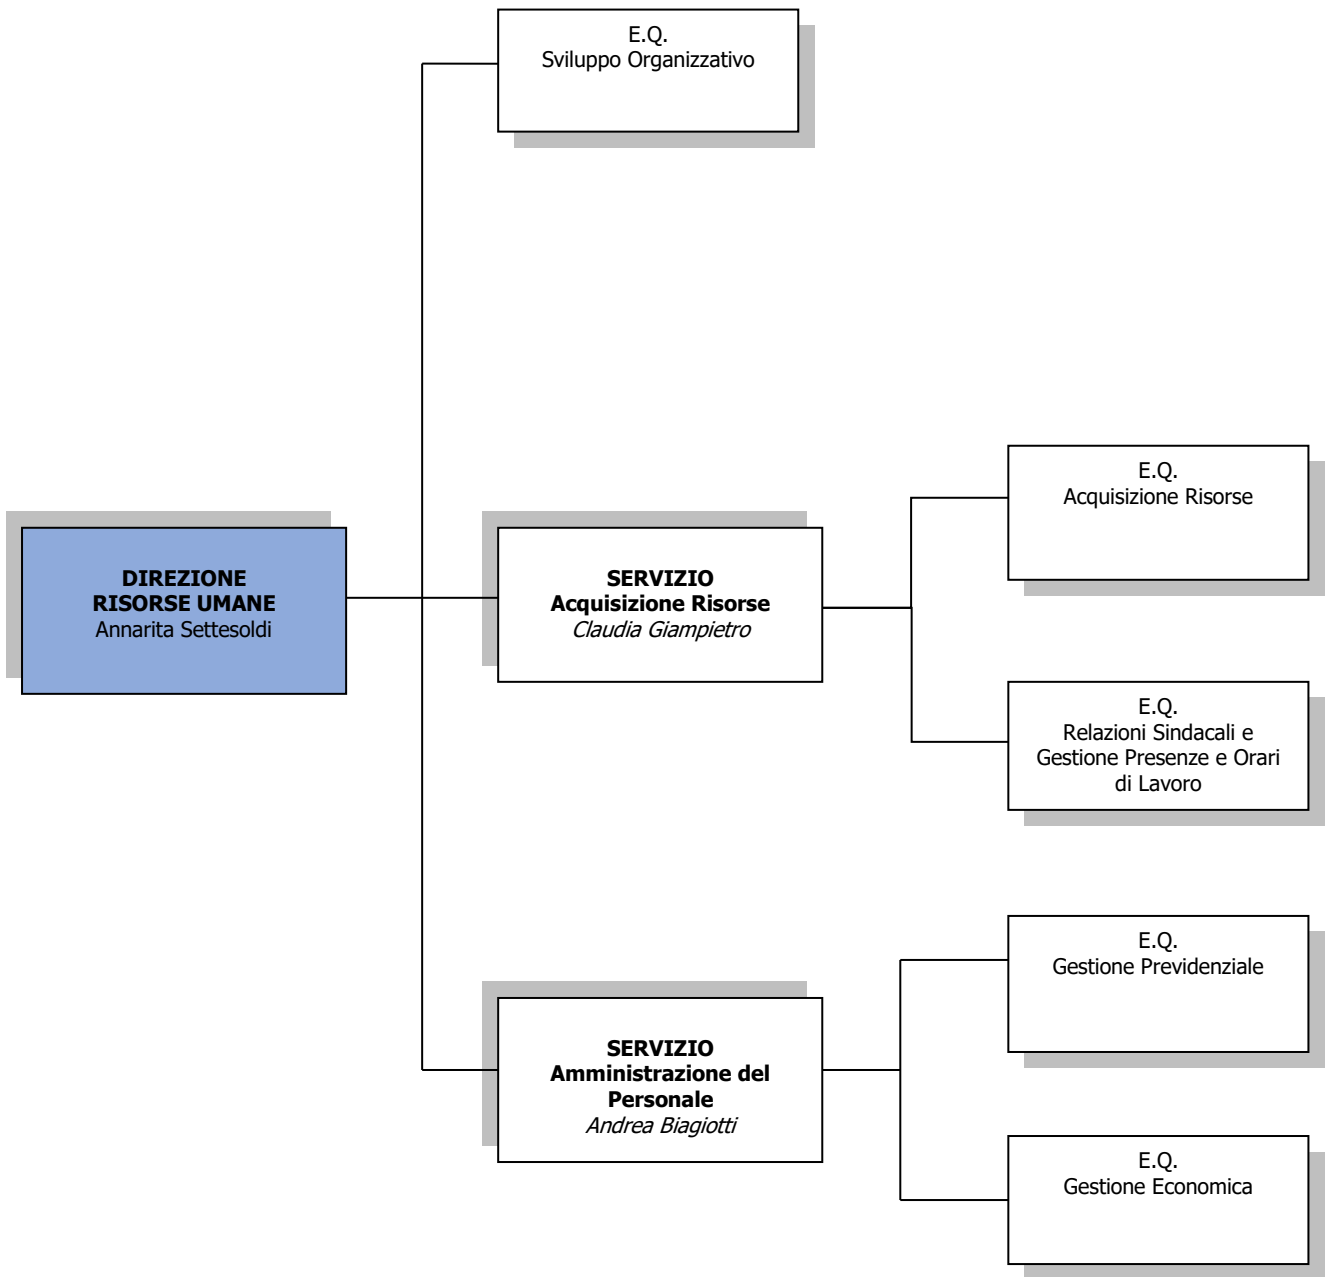 E.Q.
Sviluppo Organizzativo
DIREZIONE
RISORSE UMANE
Annarita Settesoldi
SERVIZIO
Acquisizione Risorse
Claudia Giampietro
E.Q.
Acquisizione Risorse
E.Q.
Relazioni Sindacali e
Gestione Presenze e Orari
di Lavoro
SERVIZIO
Amministrazione del
Personale
Andrea Biagiotti
E.Q.
Gestione Previdenziale
E.Q.
Gestione Economica